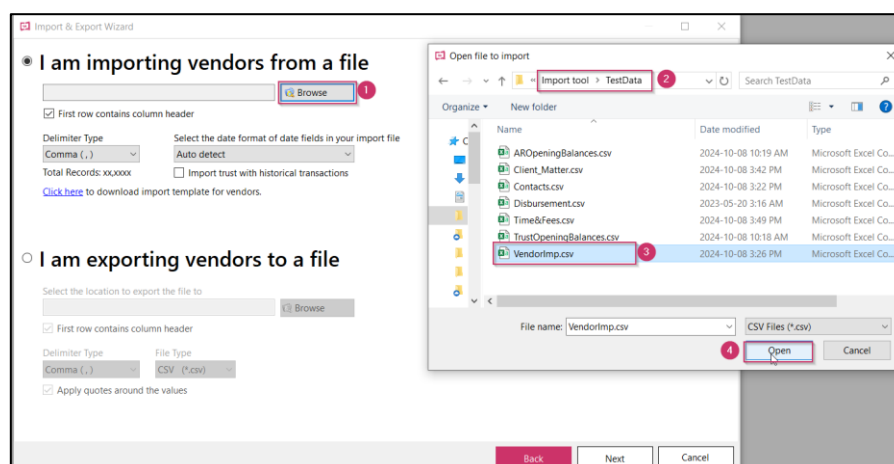 Import & Export Wizard
I am importing vendors from a file
Browse
1
First row contains column header
Delimiter Type
Select the date format of date fields in your import file
Comma ( , )
Auto detect
Total Records: xx,xxxx
Import trust with historical transactions
Click here to download import template for vendors.
I am exporting vendors to a file
Select the location to export the file to
Browse
First row contains column header
Delimiter Type
File Type
Comma ( , )
CSV (*.csv)
Apply quotes around the values
Back
Next
Cancel
Open file to import
« Import tool > TestData
2
Search TestData
Organize
New folder
?
Name
Date modified
Type
C
AROpeningBalances.csv
2024-10-08 10:19 AM
Microsoft Excel Co...
Client_Matter.csv
2024-10-08 3:42 PM
Microsoft Excel Co...
Contacts.csv
2024-10-08 3:22 PM
Microsoft Excel Co...
Disbursement.csv
2023-05-20 3:16 AM
Microsoft Excel Co...
Time&Fees.csv
2024-10-08 3:49 PM
Microsoft Excel Co...
TrustOpeningBalances.csv
2024-10-08 10:18 AM
Microsoft Excel Co...
VendorImp.csv
3
2024-10-08 3:26 PM
Microsoft Excel Co...
File name:
VendorImp.csv
CSV Files (*.csv)
4
Open
Cancel